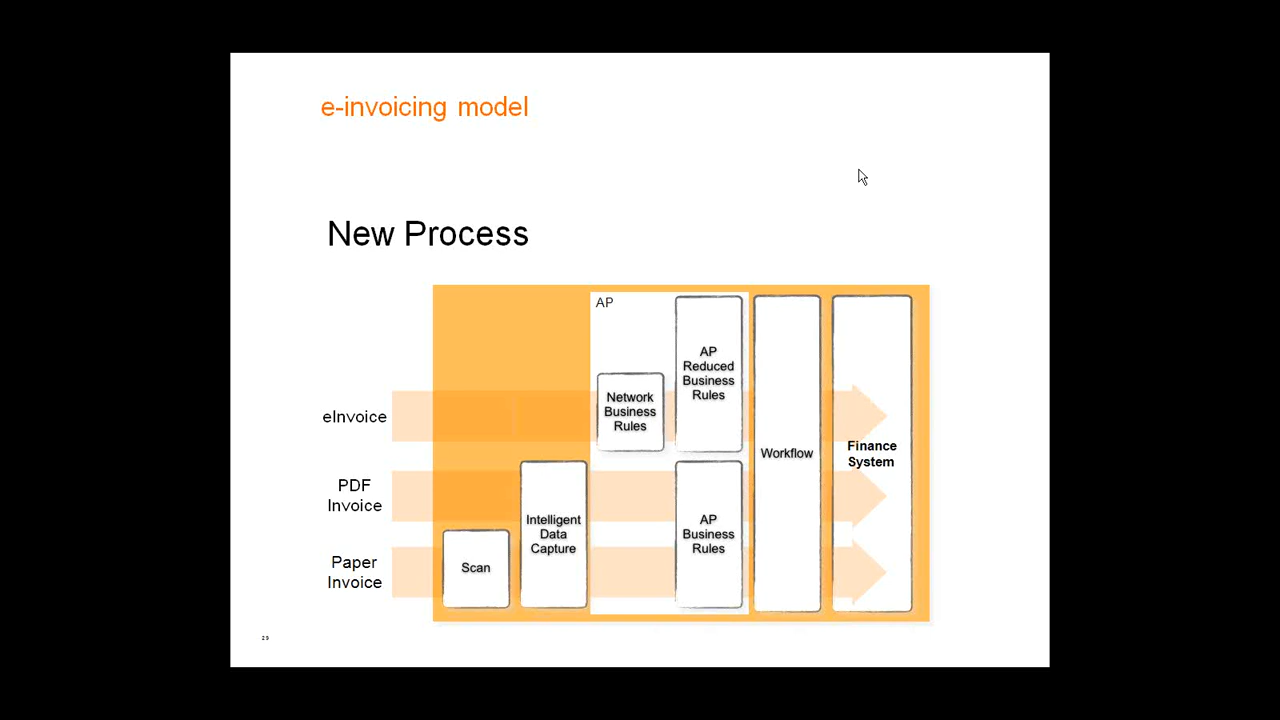 e-invoicing model
New Process
AP
AP
Reduced
Business
Rules
Network
Business
Rules
eInvoice
Workflow
Finance
System
PDF
Invoice
Intelligent
Data
Capture
AP
Business
Rules
Paper
Invoice
Scan
29